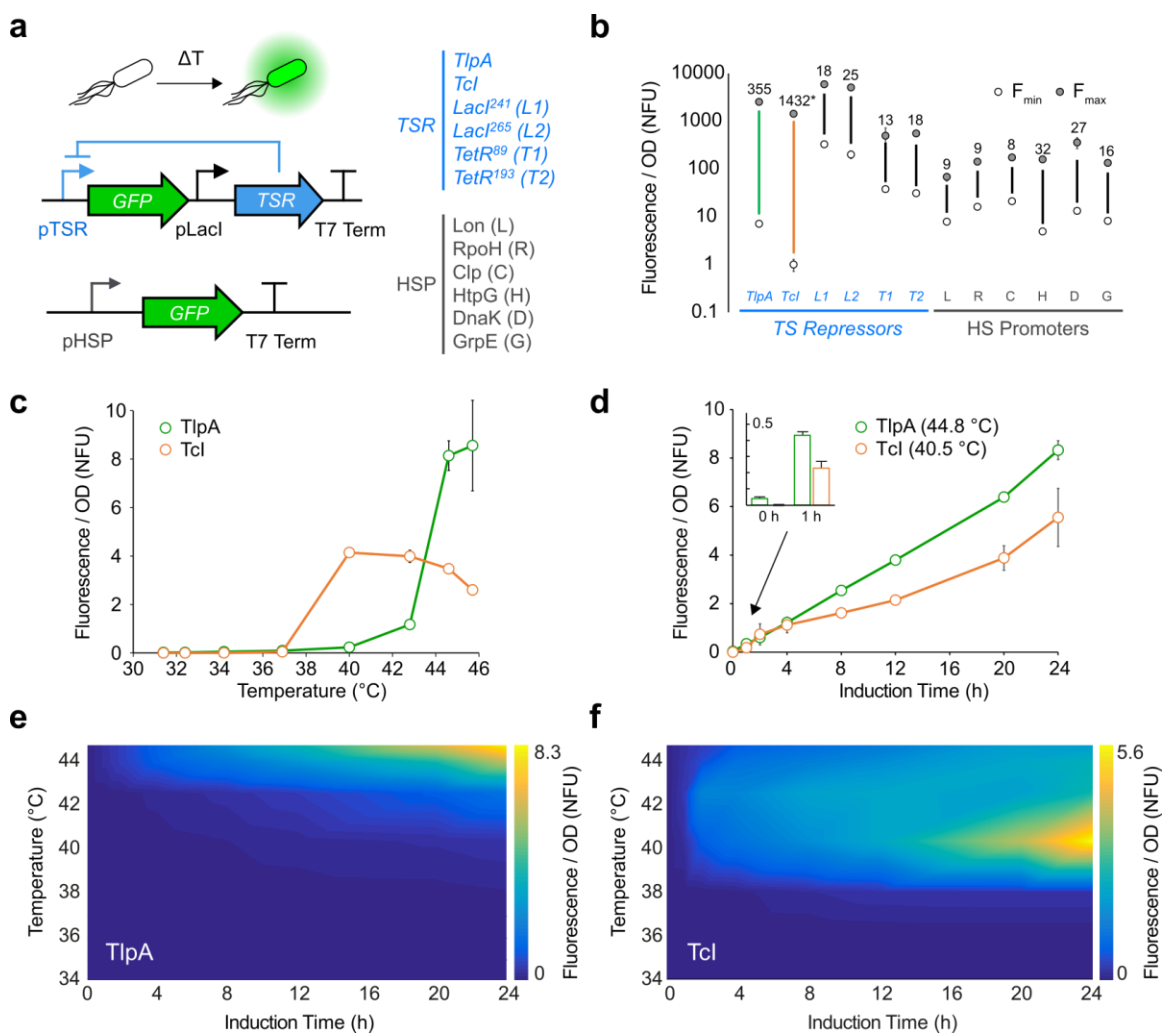 a
ΔT
pTSR
GFP
pLacI
TSR
T7 Term
pHSP
GFP
T7 Term
TSR
TlpA
TcI
LacI²⁴¹ (L1)
LacI²⁶⁵ (L2)
TetR⁸⁹ (T1)
TetR¹⁹³ (T2)
HSP
Lon (L)
RpoH (R)
Clp (C)
HtpG (H)
DnaK (D)
GrpE (G)
b
Fluorescence / OD (NFU)
10000
1000
100
10
1
0.1
Fmin
Fmax
355
1432*
18
25
13
18
9
9
8
32
27
16
TlpA TcI L1 L2 T1 T2 L R C H D G
TS Repressors
HS Promoters
c
Fluorescence / OD (NFU)
10
8
6
4
2
0
TlpA
TcI
30 32 34 36 38 40 42 44 46
Temperature (°C)
d
Fluorescence / OD (NFU)
10
8
6
4
2
0
0.5
0 h 1 h
TlpA (44.8 °C)
TcI (40.5 °C)
0 4 8 12 16 20 24
Induction Time (h)
e
Temperature (°C)
44
42
40
38
36
34
TlpA
0 4 8 12 16 20 24
Induction Time (h)
8.3
0
Fluorescence / OD (NFU)
f
Temperature (°C)
44
42
40
38
36
34
TcI
0 4 8 12 16 20 24
Induction Time (h)
5.6
0
Fluorescence / OD (NFU)